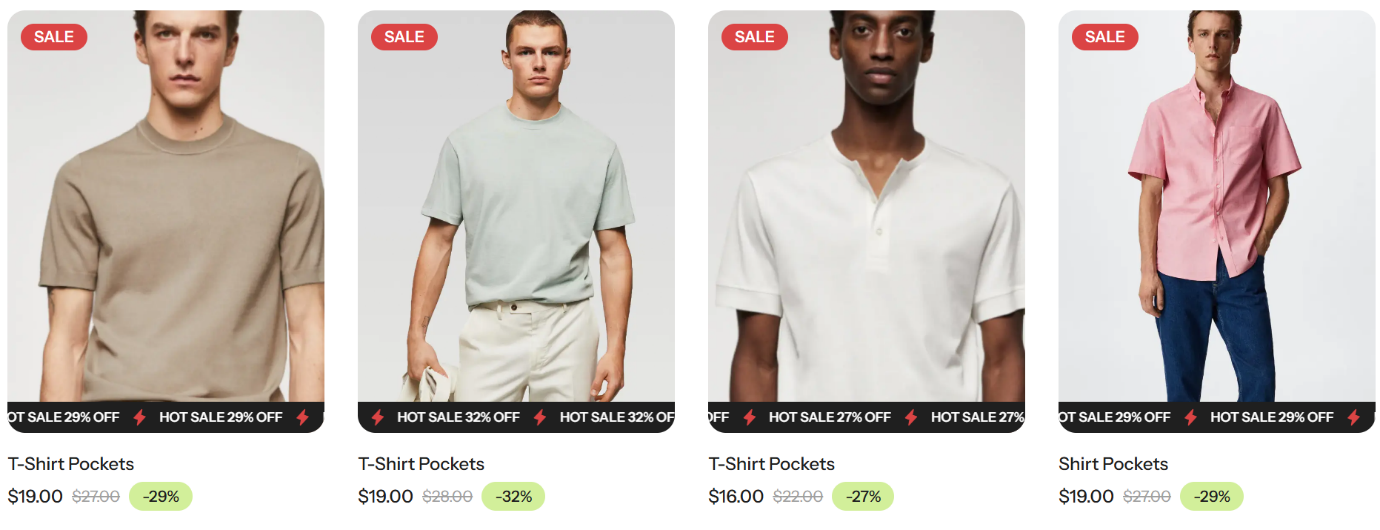 SALE
SALE
SALE
SALE
OT SALE 29% OFF HOT SALE 29% OFF
HOT SALE 32% OFF HOT SALE 32% OF
OFF HOT SALE 27% OFF HOT SALE 27%
OT SALE 29% OFF HOT SALE 29% OFF
T-Shirt Pockets
T-Shirt Pockets
T-Shirt Pockets
Shirt Pockets
$19.00 $27.00 -29%
$19.00 $28.00 -32%
$16.00 $22.00 -27%
$19.00 $27.00 -29%